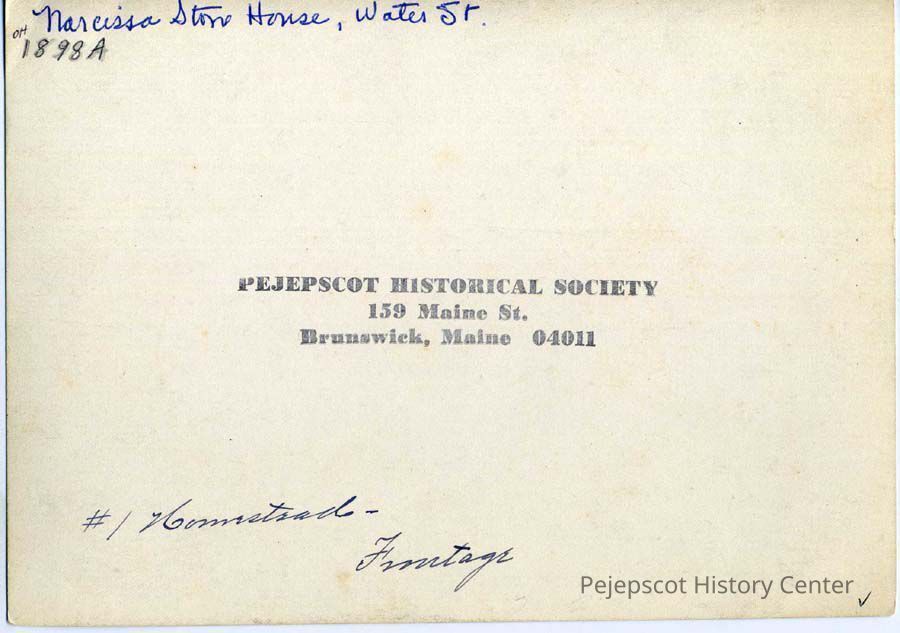 Narcissa Stone House, Water St.
OH
1898A
PEJEPSCOT HISTORICAL SOCIETY
159 Maine St.
Brunswick, Maine 04011
#1 Homestead -
Frontage
Pejepscot History Center